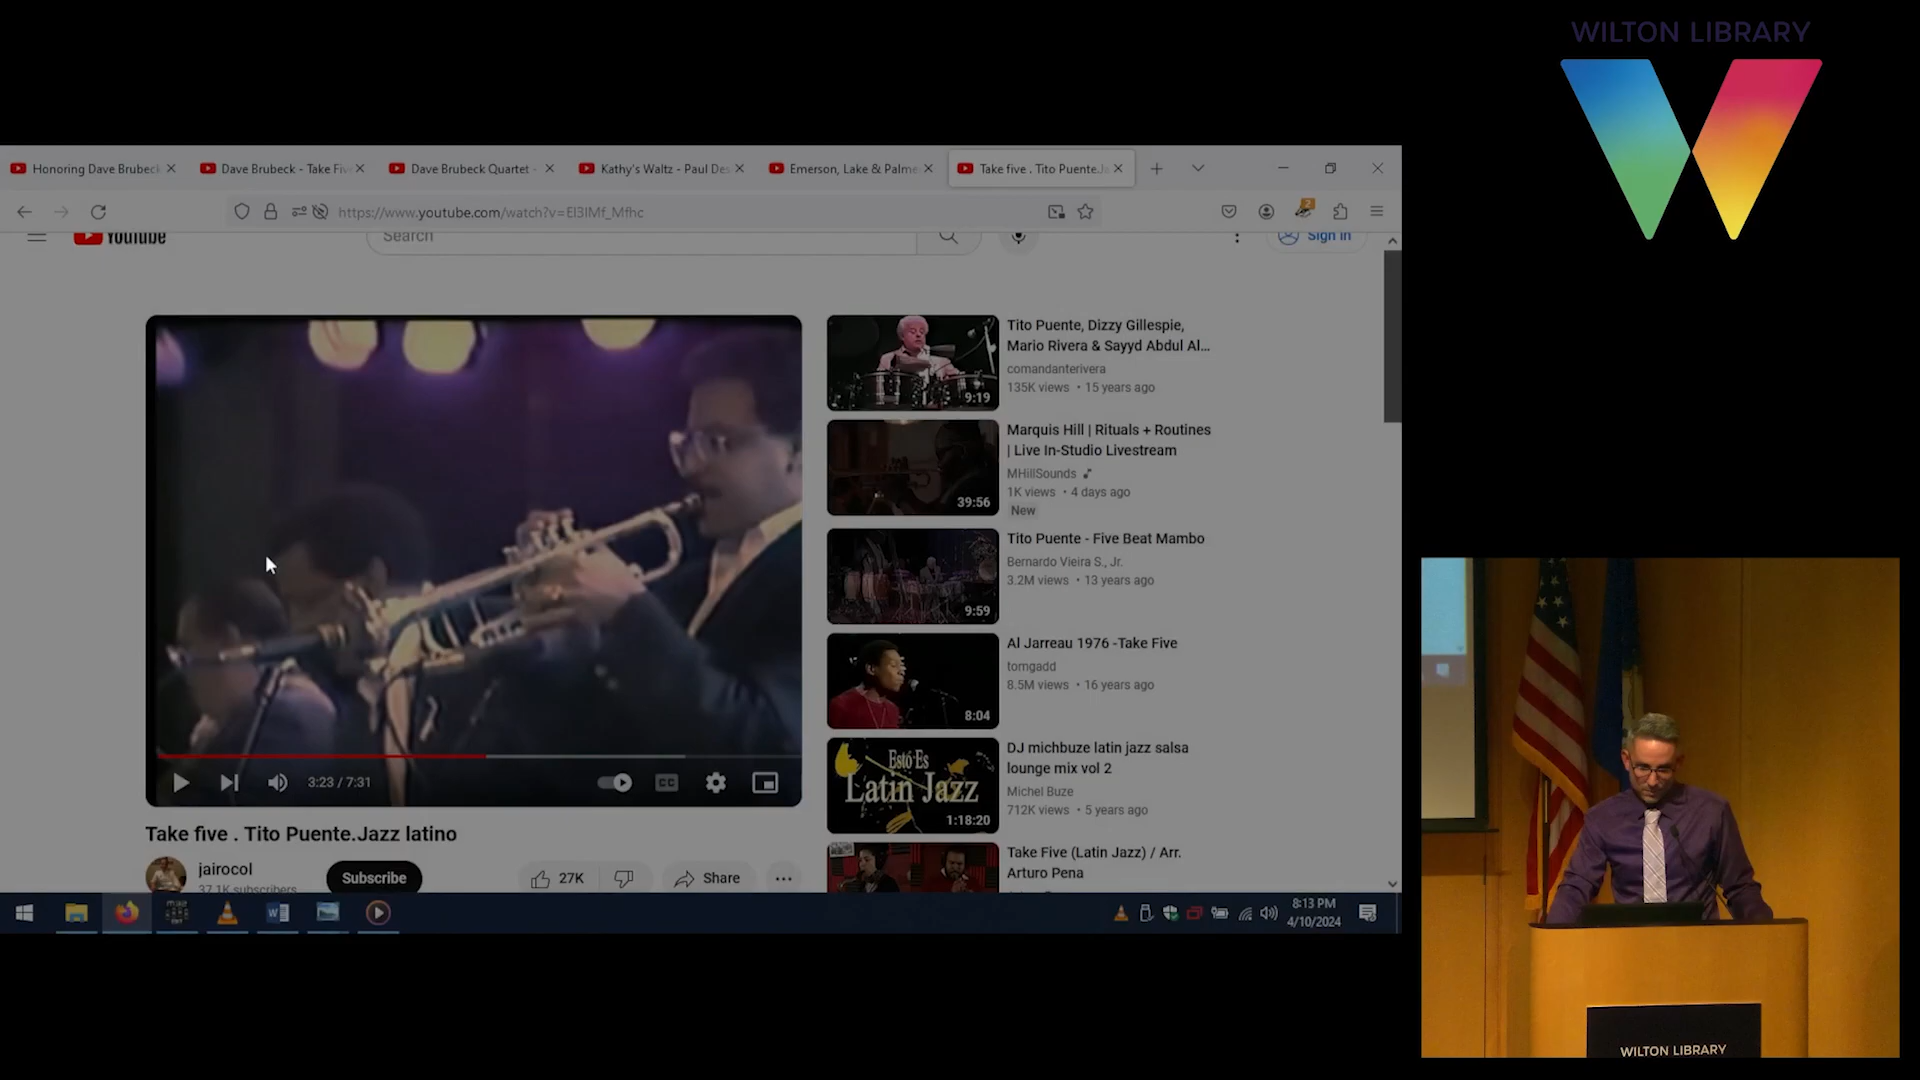 WILTON LIBRARY
Honoring Dave Brubeck
Dave Brubeck - Take Fiv
Dave Brubeck Quartet -
Kathy's Waltz - Paul Des
Emerson, Lake & Palme
Take five . Tito Puente.Ja
https://www.youtube.com/watch?v=El3IMf_Mfhc
YouTube
Search
Sign in
Tito Puente, Dizzy Gillespie,
Mario Rivera & Sayyd Abdul Al...
comandanterivera
135K views • 15 years ago
9:19
Marquis Hill | Rituals + Routines
| Live In-Studio Livestream
MHillSounds
1K views • 4 days ago
New
39:56
Tito Puente - Five Beat Mambo
Bernardo Vieira S., Jr.
3.2M views • 13 years ago
9:59
Al Jarreau 1976 -Take Five
tomgadd
8.5M views • 16 years ago
8:04
Esto Es
Latin Jazz
1:18:20
DJ michbuze latin jazz salsa
lounge mix vol 2
Michel Buze
712K views • 5 years ago
Take Five (Latin Jazz) / Arr.
Arturo Pena
3:23 / 7:31
CC
Take five . Tito Puente.Jazz latino
jairocol
37.1K subscribers
Subscribe
27K
Share
8:13 PM
4/10/2024
WILTON LIBRARY